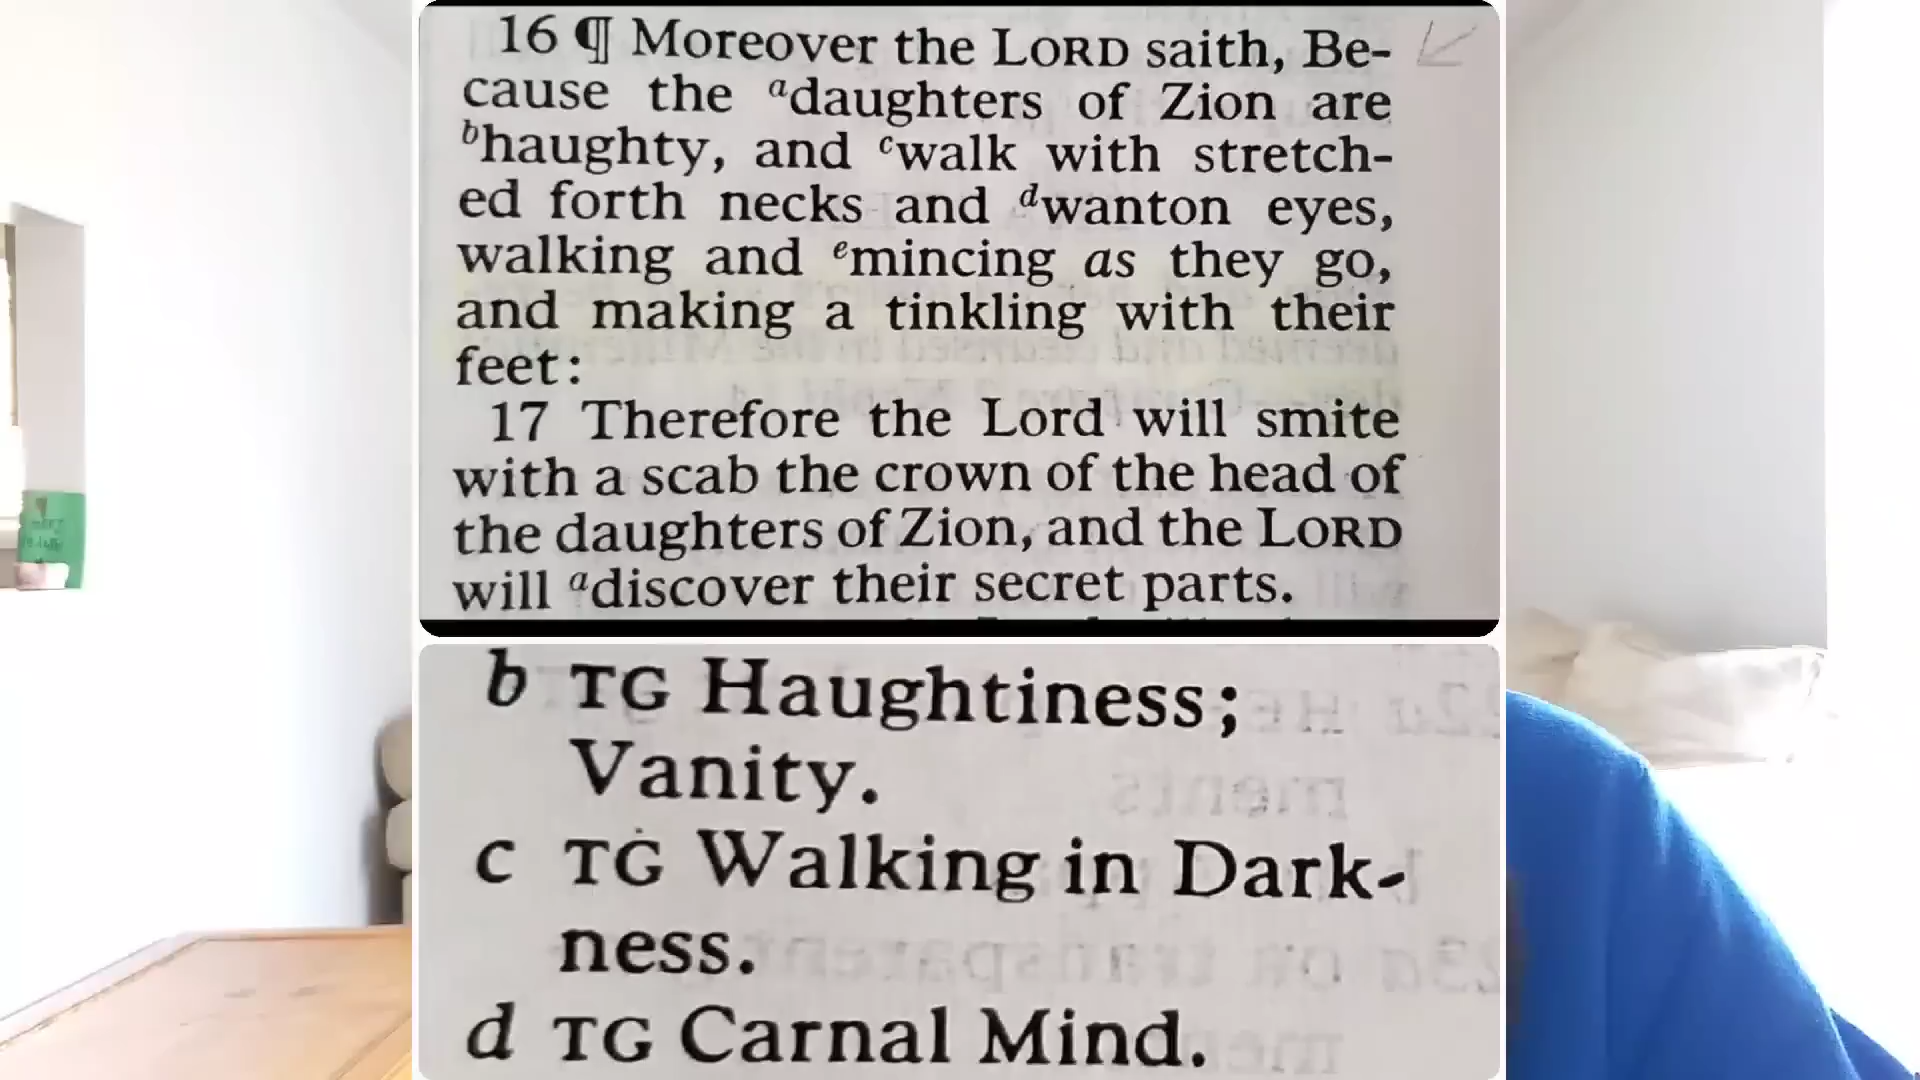 16 ¶ Moreover the LORD saith, Be-
cause the adaughters of Zion are
bhaughty, and cwalk with stretch-
ed forth necks and dwanton eyes,
walking and emincing as they go,
and making a tinkling with their
feet:
17 Therefore the Lord will smite
with a scab the crown of the head of
the daughters of Zion, and the LORD
will adiscover their secret parts.
b TG Haughtiness;
Vanity.
c TG Walking in Dark-
ness.
d TG Carnal Mind.